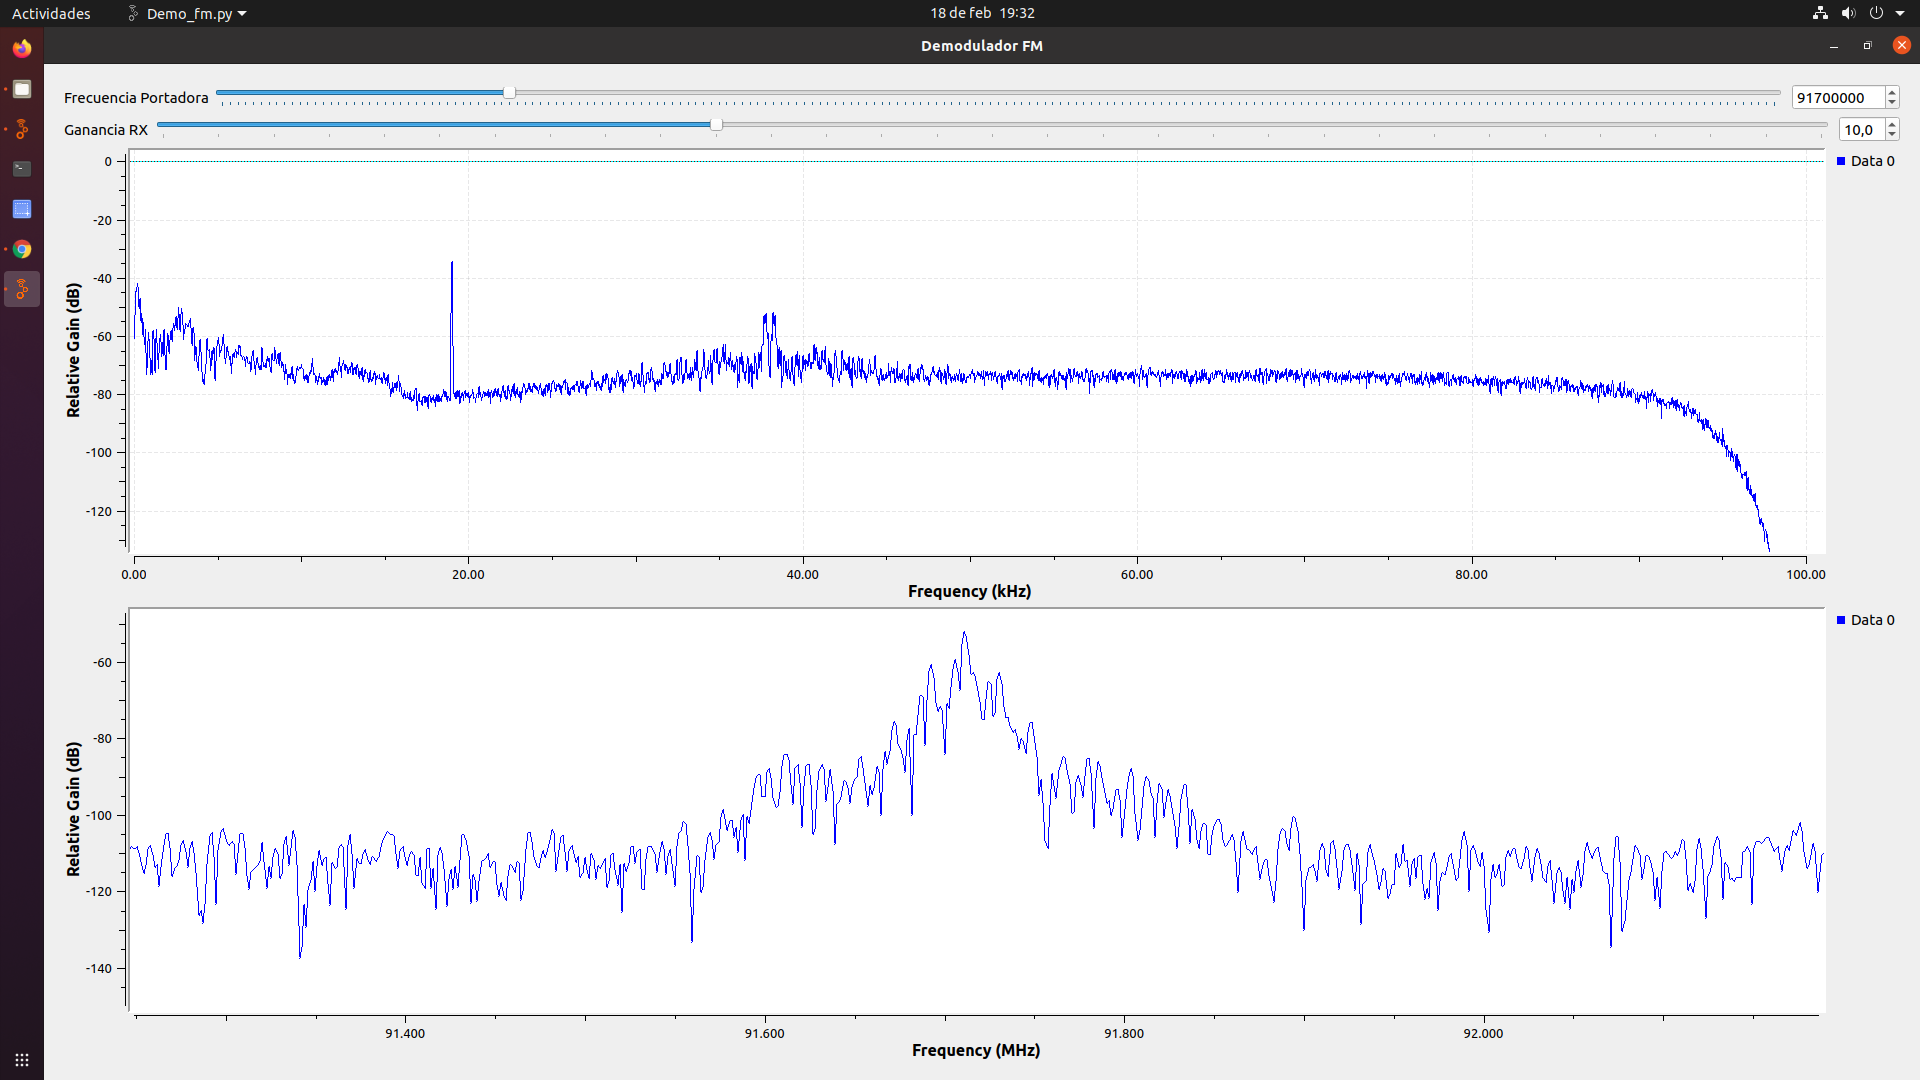 Actividades Demo_fm.py 18 de feb 19:32
Demodulador FM
Frecuencia Portadora 91700000
Ganancia RX 10,0
Data 0
0
-20
-40
-60
-80
-100
-120
Relative Gain (dB)
0.00 20.00 40.00 60.00 80.00 100.00
Frequency (kHz)
Data 0
-60
-80
-100
-120
-140
Relative Gain (dB)
91.400 91.600 91.800 92.000
Frequency (MHz)